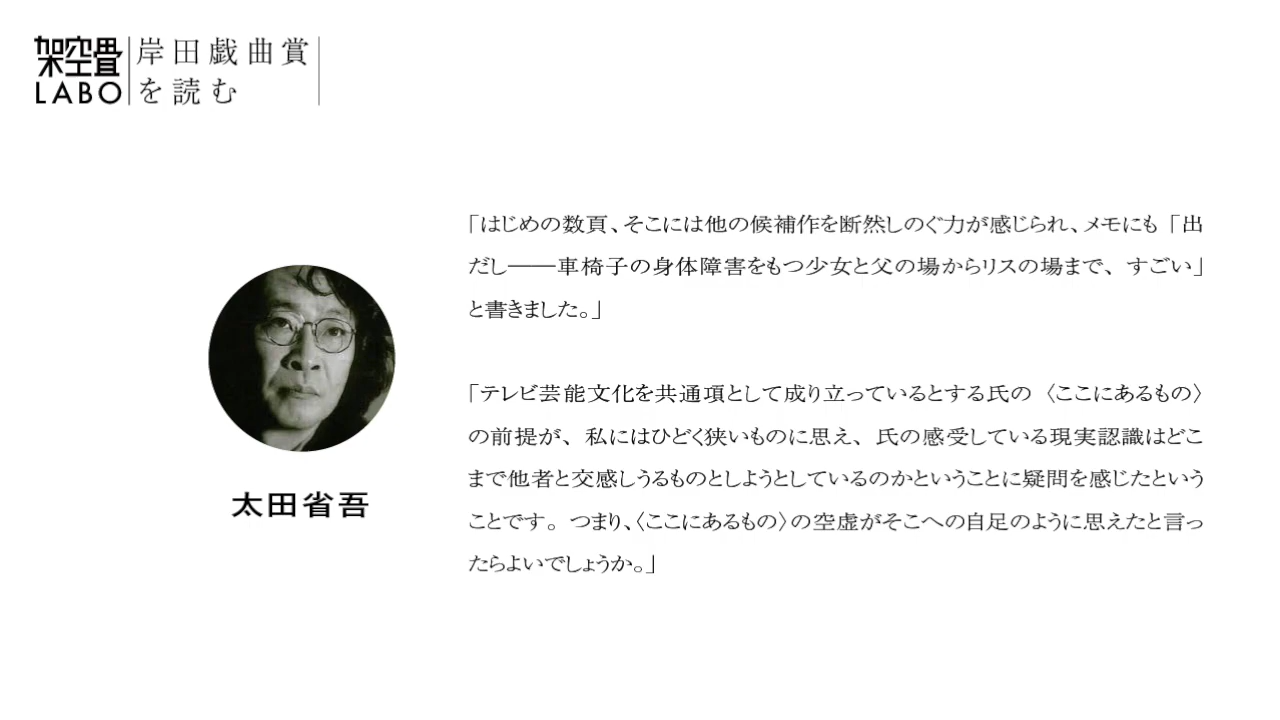 架空畳
LABO
岸田戯曲賞
を読む
「はじめの数頁、そこには他の候補作を断然しのぐ力が感じられ、メモにも「出
だし――車椅子の身体障害をもつ少女と父の場からリスの場まで、すごい」
と書きました。」
「テレビ芸能文化を共通項として成り立っているとする氏の〈ここにあるもの〉
の前提が、私にはひどく狭いものに思え、氏の感受している現実認識はどこ
まで他者と交感しうるものとしようとしているのかということに疑問を感じたという
ことです。つまり、〈ここにあるもの〉の空虚がそこへの自足のように思えたと言っ
たらよいでしょうか。」
太田省吾